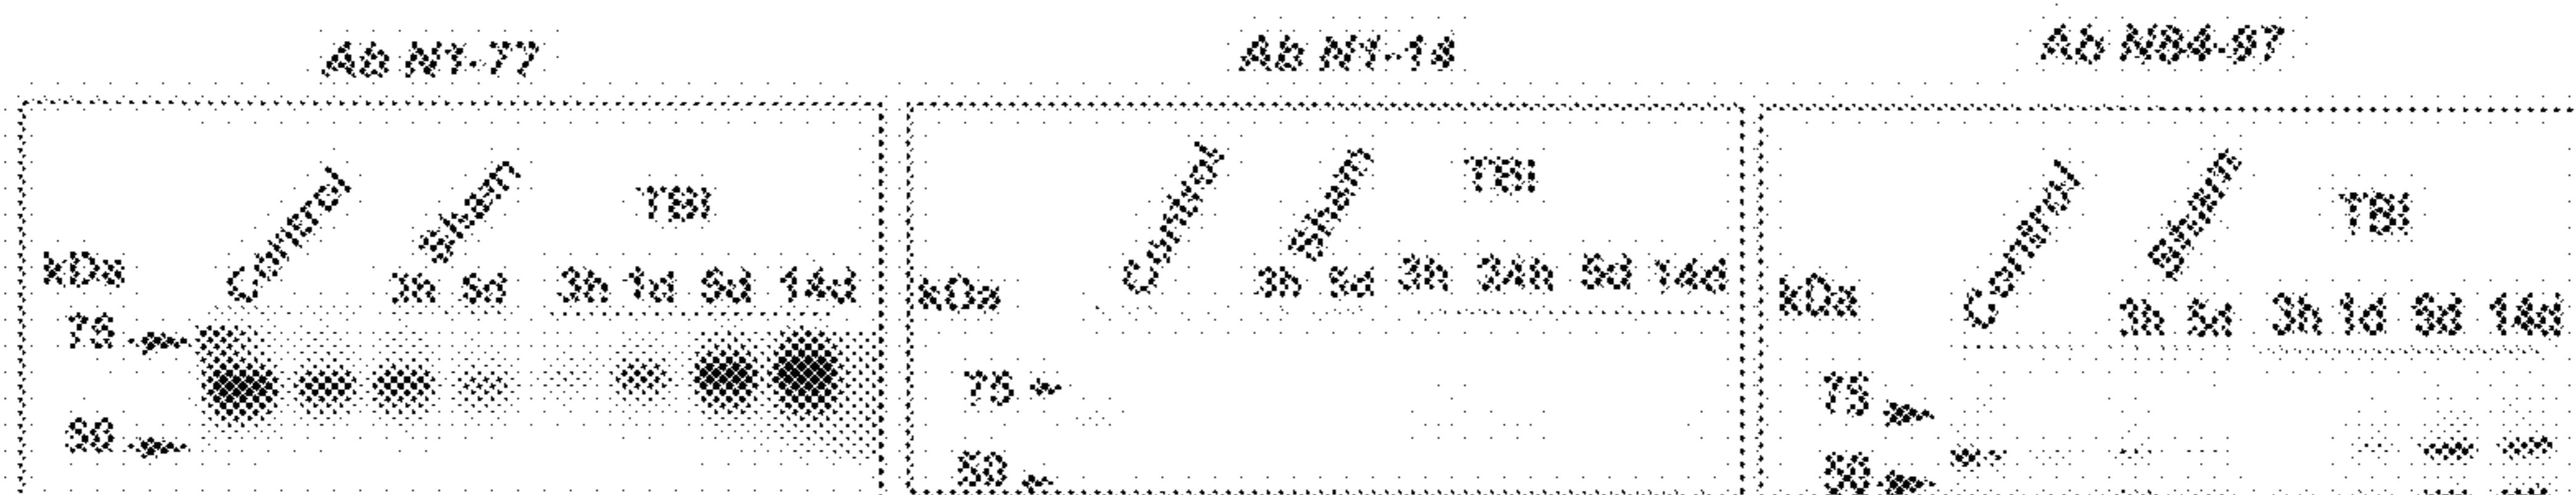 Ab N1-77
Control
Sham
TBI
kDa
3h 5d
3h 1d 5d 14d
75
50
Ab N1-14
Control
Sham
TBI
kDa
3h 5d
3h 24h 5d 14d
75
50
Ab N84-97
Control
Sham
TBI
kDa
3h 5d
3h 1d 5d 14d
75
50